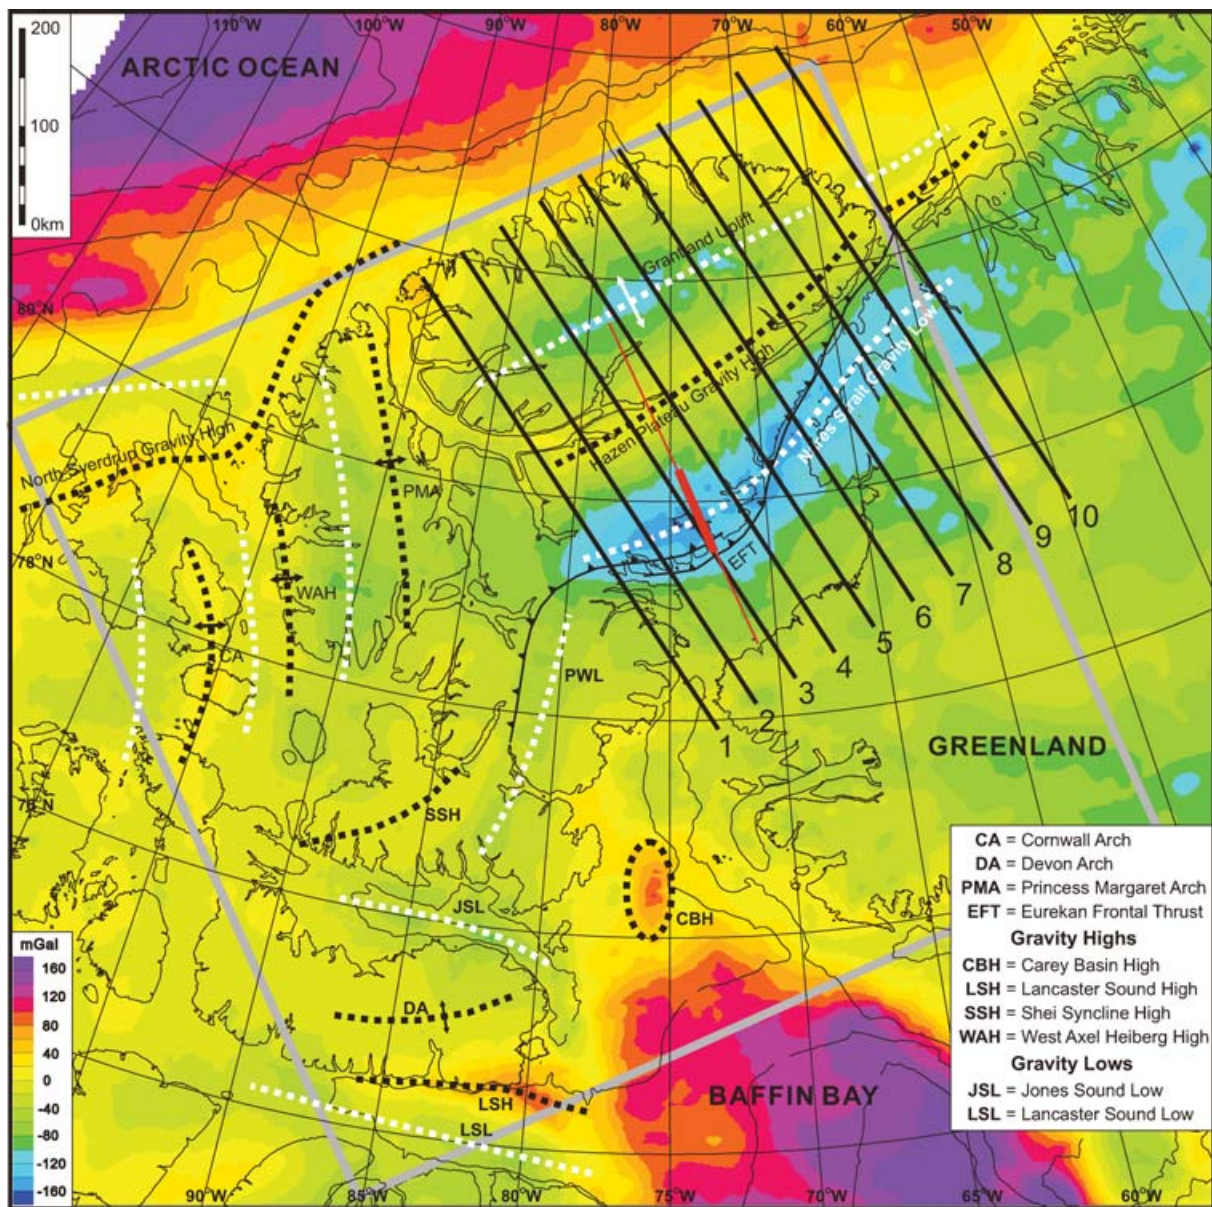 110°W
100°W
90°W
80°W
70°W
60°W
50°W
200
100
0km
ARCTIC OCEAN
80°N
78°N
76°N
Grantland Uplift
Hazen Plateau Gravity High
Nares Strait Gravity Low
North Sverdrup Gravity High
PMA
WAH
CA
EFT
PWL
SSH
JSL
CBH
DA
LSH
LSL
1
2
3
4
5
6
7
8
9
10
GREENLAND
BAFFIN BAY
mGal
160
120
80
40
0
-40
-80
-120
-160
CA = Cornwall Arch
DA = Devon Arch
PMA = Princess Margaret Arch
EFT = Eurekan Frontal Thrust
Gravity Highs
CBH = Carey Basin High
LSH = Lancaster Sound High
SSH = Shei Syncline High
WAH = West Axel Heiberg High
Gravity Lows
JSL = Jones Sound Low
LSL = Lancaster Sound Low
90°W
85°W
80°W
75°W
70°W
65°W
60°W